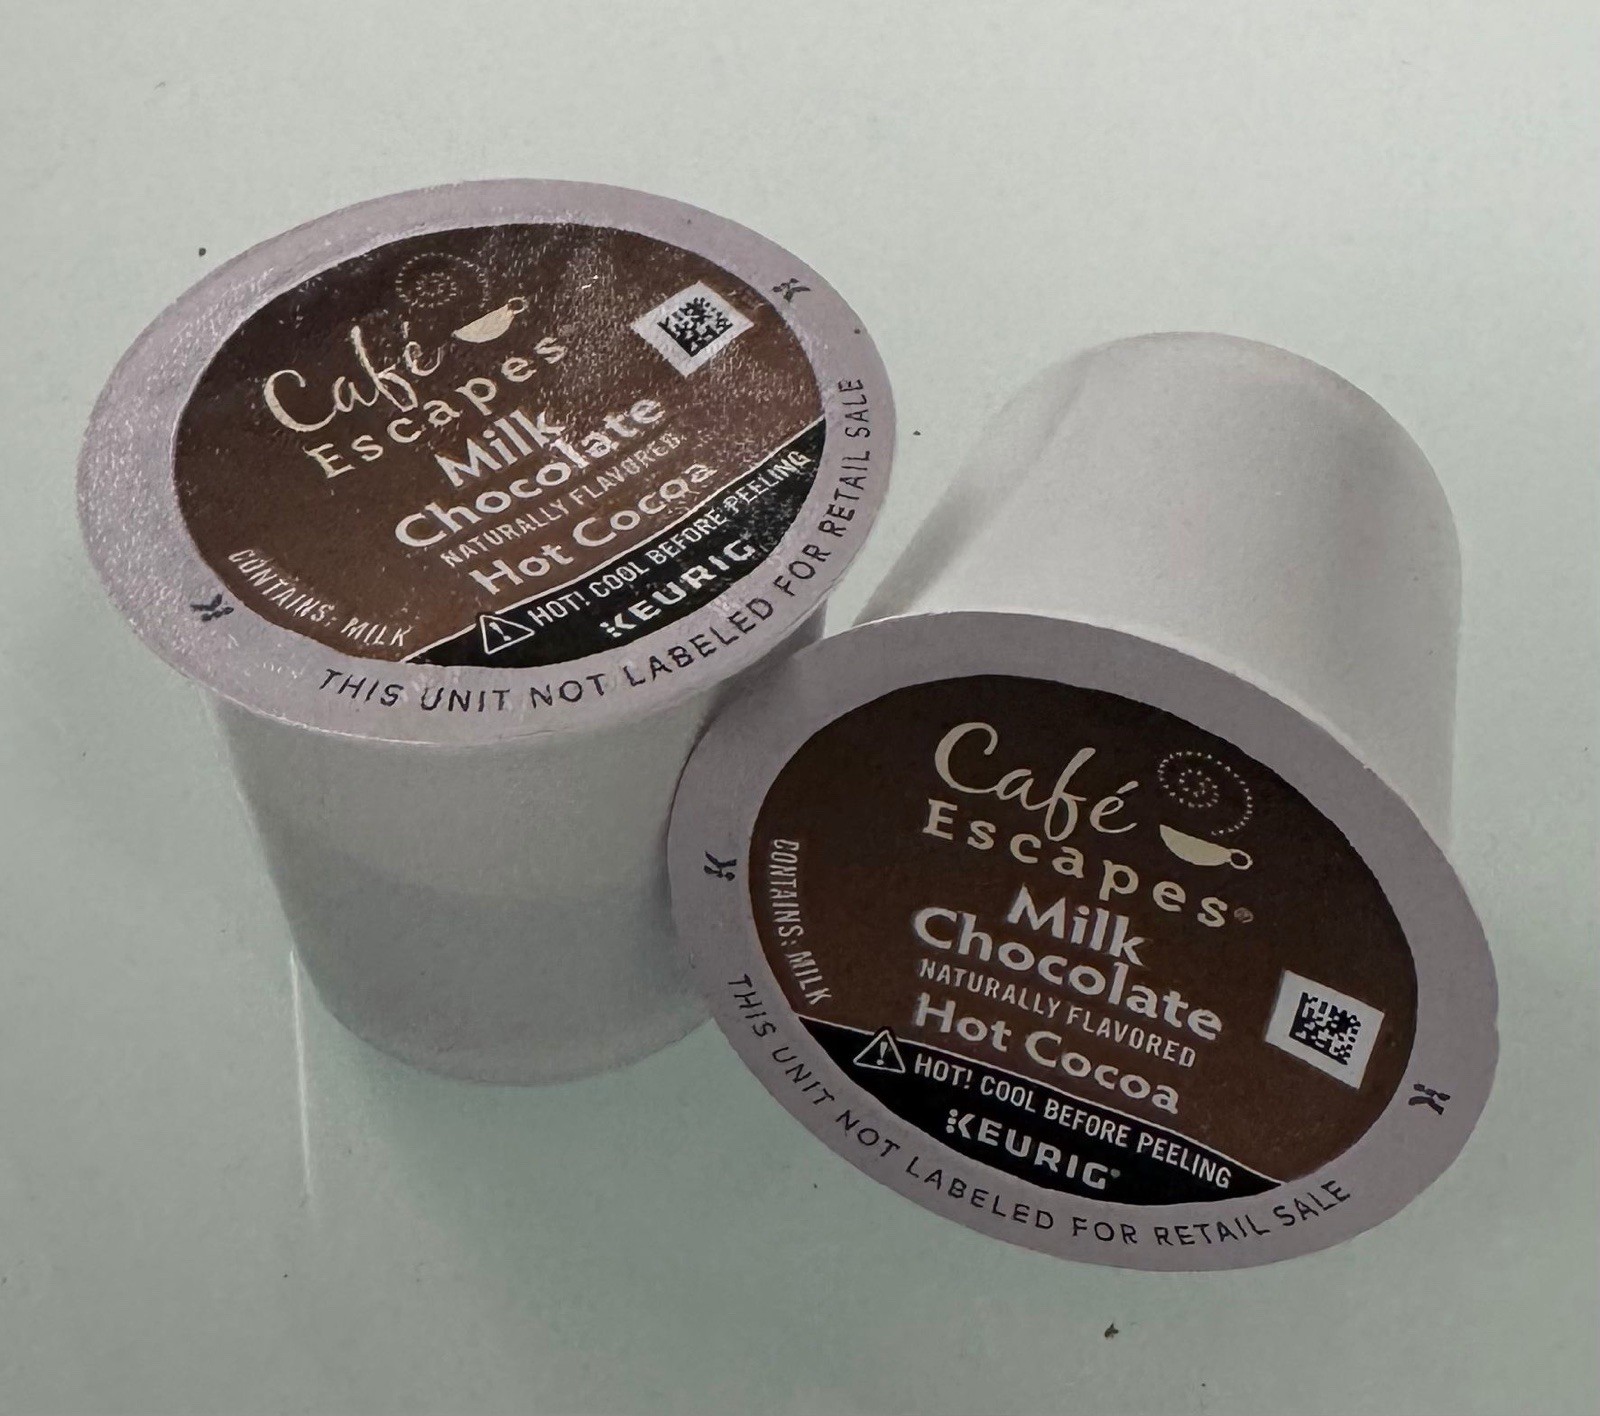 Café
Escapes
Milk
Chocolate
NATURALLY FLAVORED
Hot Cocoa
CONTAINS: MILK
HOT! COOL BEFORE PEELING
KEURIG
THIS UNIT NOT LABELED FOR RETAIL SALE
Café
Escapes®
Milk
Chocolate
NATURALLY FLAVORED
Hot Cocoa
CONTAINS: MILK
HOT! COOL BEFORE PEELING
KEURIG®
THIS UNIT NOT LABELED FOR RETAIL SALE